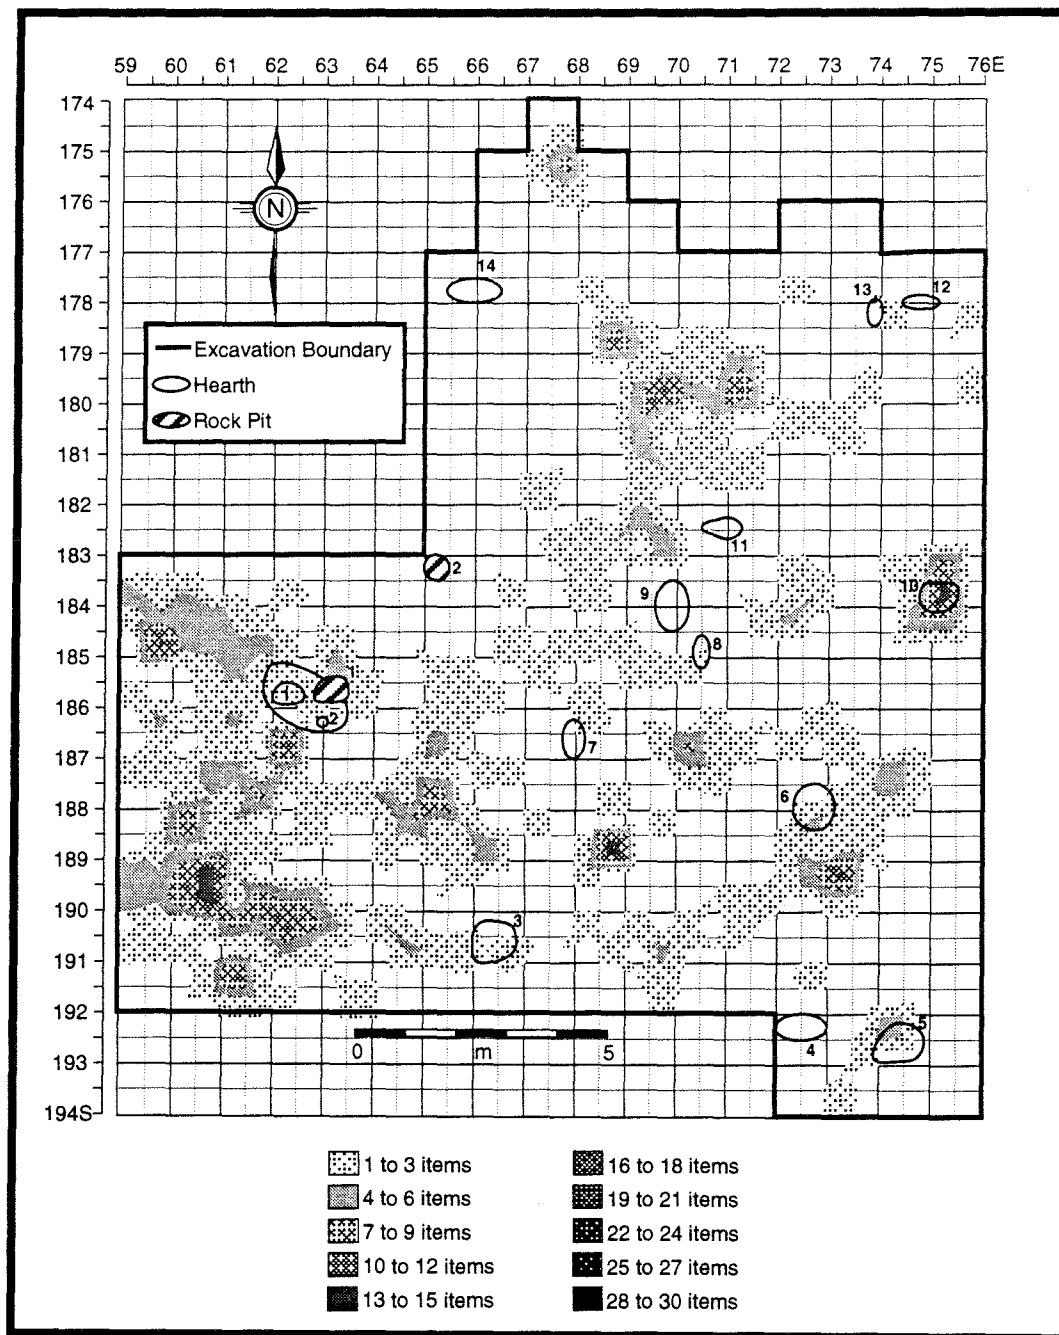 59 60 61 62 63 64 65 66 67 68 69 70 71 72 73 74 75 76E
174
175
176
N
177
14
178
13 12
Excavation Boundary
179
Hearth
180
Rock Pit
181
182
11
183
2
10
184
9
8
185
1
1
186
2
7
187
6
188
189
190
3
191
192
5
4
0 m 5
193
194S
1 to 3 items
16 to 18 items
4 to 6 items
19 to 21 items
7 to 9 items
22 to 24 items
10 to 12 items
25 to 27 items
13 to 15 items
28 to 30 items